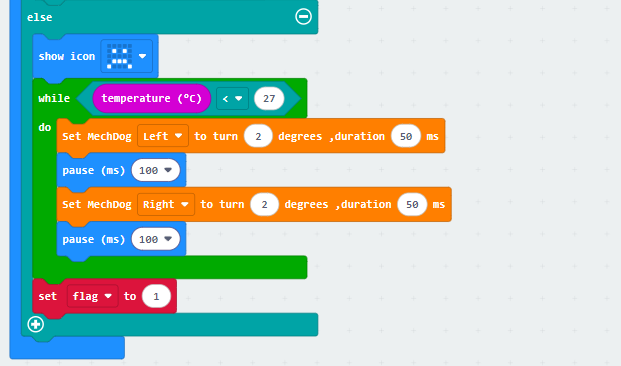 else
show icon
while temperature (°C) < 27
do
Set MechDog Left to turn 2 degrees ,duration 50 ms
pause (ms) 100
Set MechDog Right to turn 2 degrees ,duration 50 ms
pause (ms) 100
set flag to 1